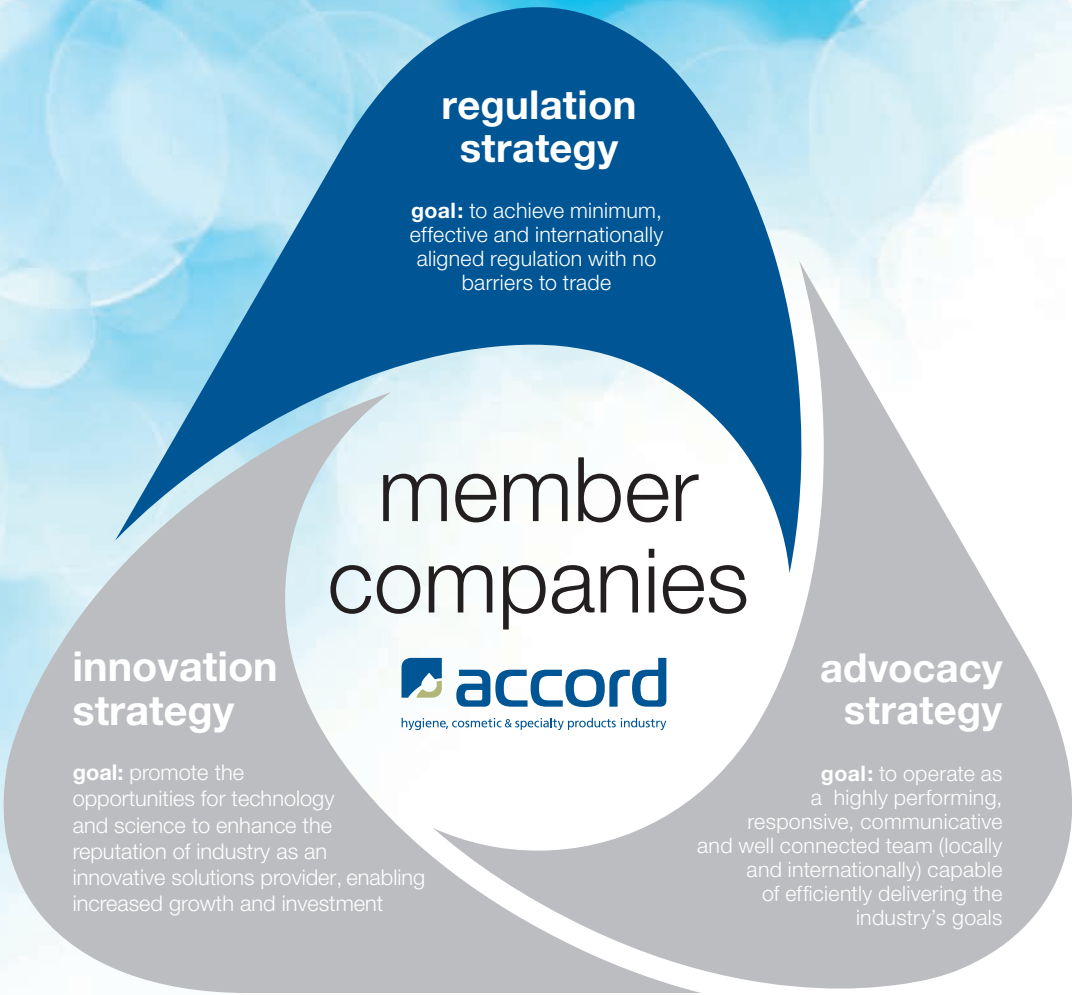 regulation
strategy
goal: to achieve minimum,
effective and internationally
aligned regulation with no
barriers to trade
member
companies
accord
hygiene, cosmetic & specialty products industry
innovation
strategy
goal: promote the
opportunities for technology
and science to enhance the
reputation of industry as an
innovative solutions provider, enabling
increased growth and investment
advocacy
strategy
goal: to operate as
a highly performing,
responsive, communicative
and well connected team (locally
and internationally) capable
of efficiently delivering the
industry's goals